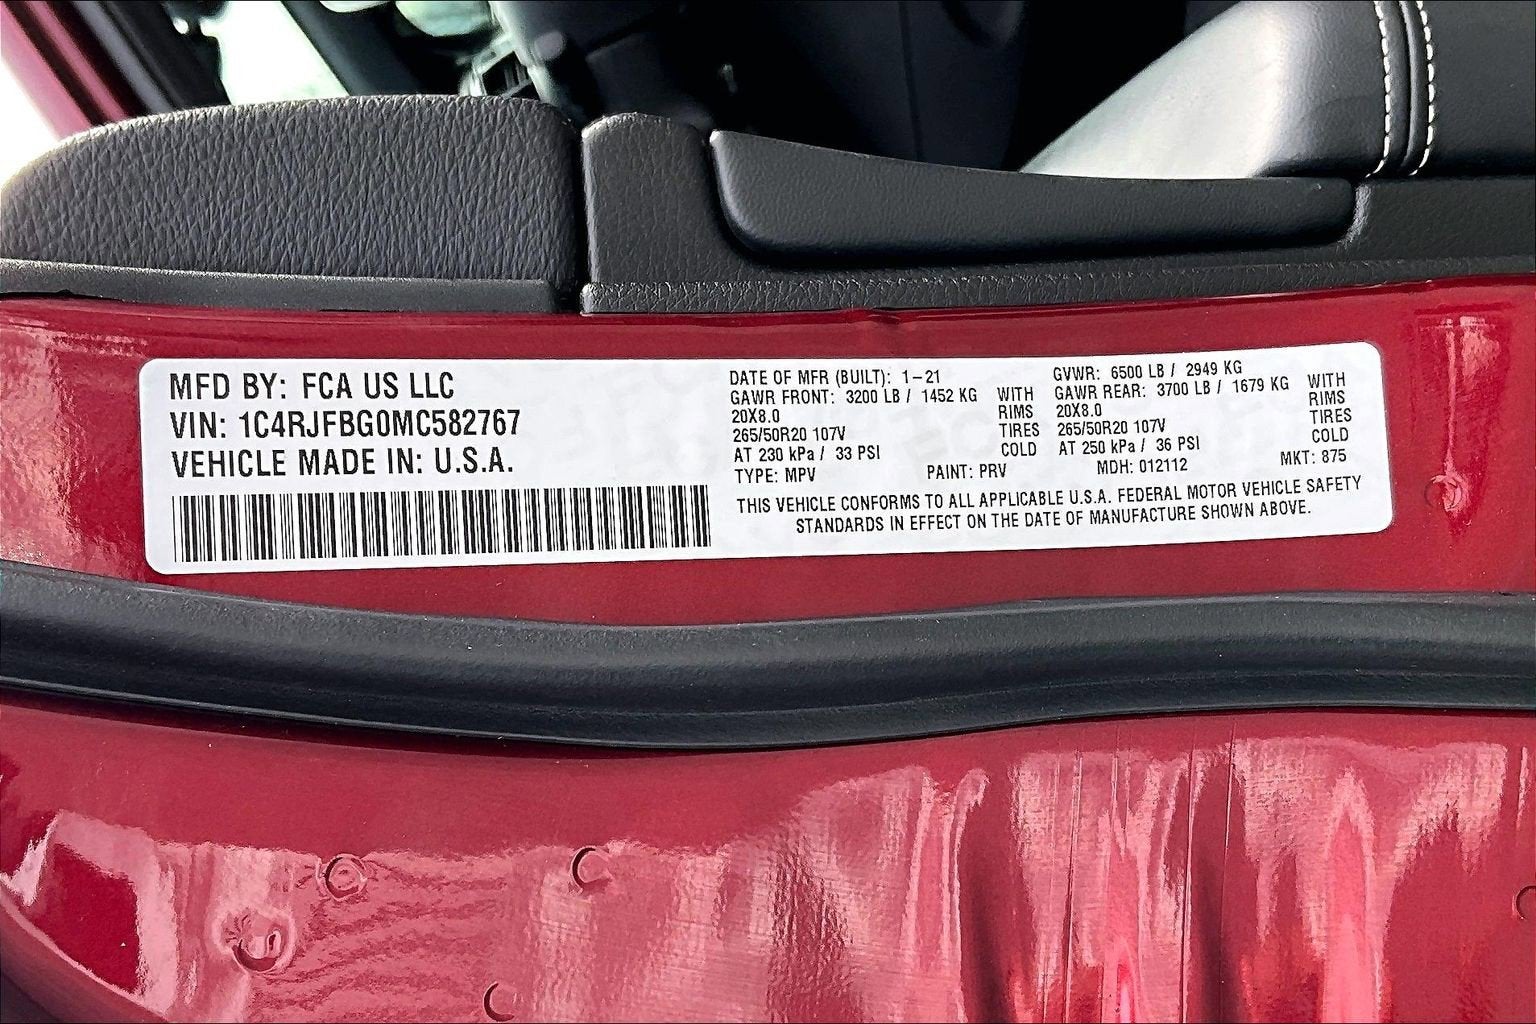 MFD BY: FCA US LLC
VIN: 1C4RJFBG0MC582767
VEHICLE MADE IN: U.S.A.
DATE OF MFR (BUILT): 1-21
GAWR FRONT: 3200 LB / 1452 KG WITH
20X8.0 RIMS
265/50R20 107V TIRES
AT 230 kPa / 33 PSI COLD
GVWR: 6500 LB / 2949 KG
GAWR REAR: 3700 LB / 1679 KG WITH
20X8.0 RIMS
265/50R20 107V TIRES
AT 250 kPa / 36 PSI COLD
TYPE: MPV PAINT: PRV MDH: 012112 MKT: 875
THIS VEHICLE CONFORMS TO ALL APPLICABLE U.S.A. FEDERAL MOTOR VEHICLE SAFETY
STANDARDS IN EFFECT ON THE DATE OF MANUFACTURE SHOWN ABOVE.